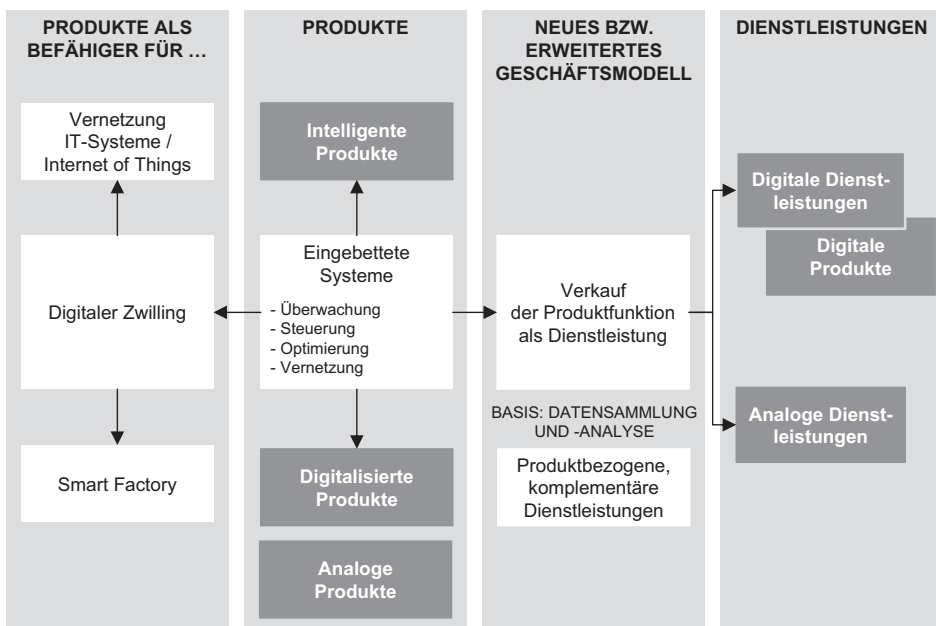 PRODUKTE ALS
BEFÄHIGER FÜR …
Vernetzung
IT-Systeme /
Internet of Things
Digitaler Zwilling
Smart Factory
PRODUKTE
Intelligente
Produkte
Eingebettete
Systeme
- Überwachung
- Steuerung
- Optimierung
- Vernetzung
Digitalisierte
Produkte
Analoge
Produkte
NEUES BZW.
ERWEITERTES
GESCHÄFTSMODELL
Verkauf
der Produktfunktion
als Dienstleistung
BASIS: DATENSAMMLUNG
UND -ANALYSE
Produktbezogene,
komplementäre
Dienstleistungen
DIENSTLEISTUNGEN
Digitale Dienst-
leistungen
Digitale
Produkte
Analoge Dienst-
leistungen